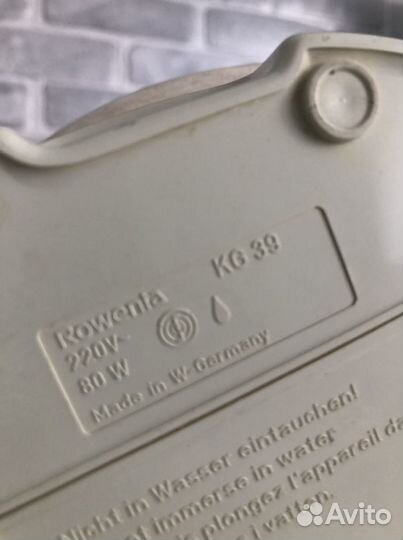 Rowenta KG 39
220V~
80 W
Made in W-Germany
Nicht in Wasser eintauchen!
immerse in water
plongez l'appareil da
i vatten.
Avito